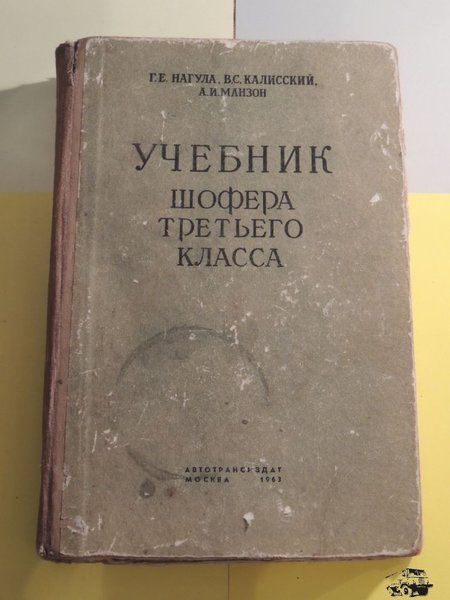 Г.Е. НАГУЛА, В.С. КАЛИССКИЙ,
А.И. МАНЗОН
УЧЕБНИК
ШОФЕРА
ТРЕТЬЕГО
КЛАССА
АВТОТРАНСИЗДАТ
МОСКВА 1963